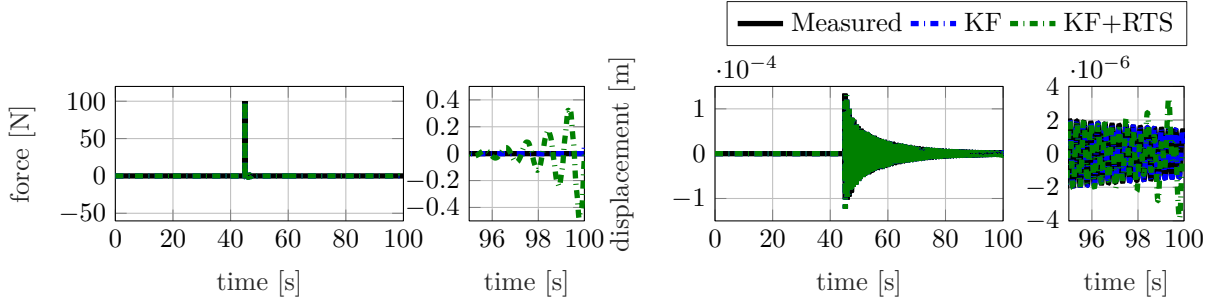 Measured KF KF+RTS
force [N]
100
50
0
−50
0 20 40 60 80 100
time [s]
0.4
0.2
0
−0.2
−0.4
96 98 100
time [s]
displacement [m]
·10−4
1
0
−1
0 20 40 60 80 100
time [s]
·10−6
4
2
0
−2
−4
96 98 100
time [s]